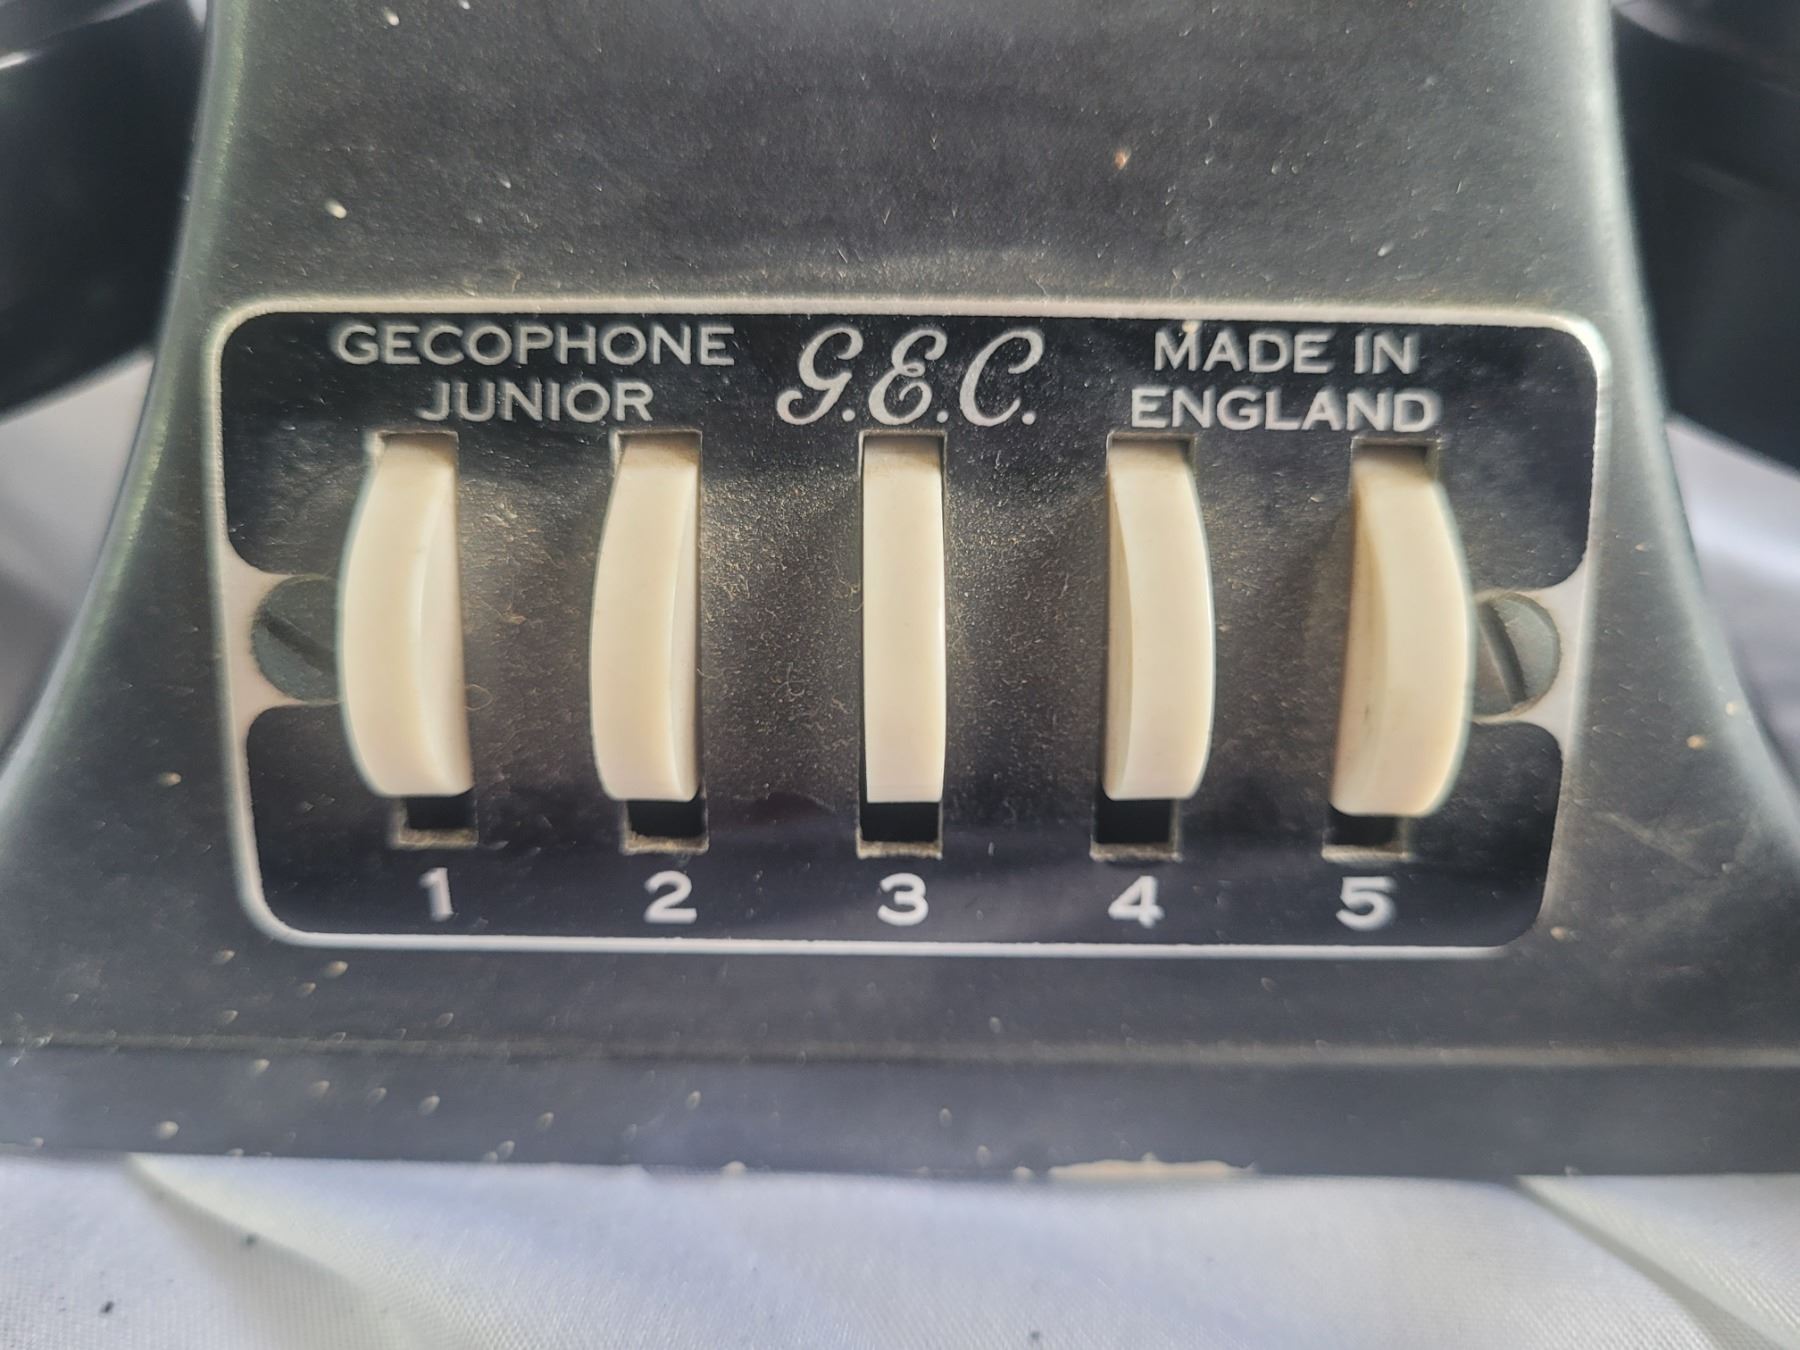 GECOPHONE
JUNIOR
G.E.C.
MADE IN
ENGLAND
1 2 3 4 5